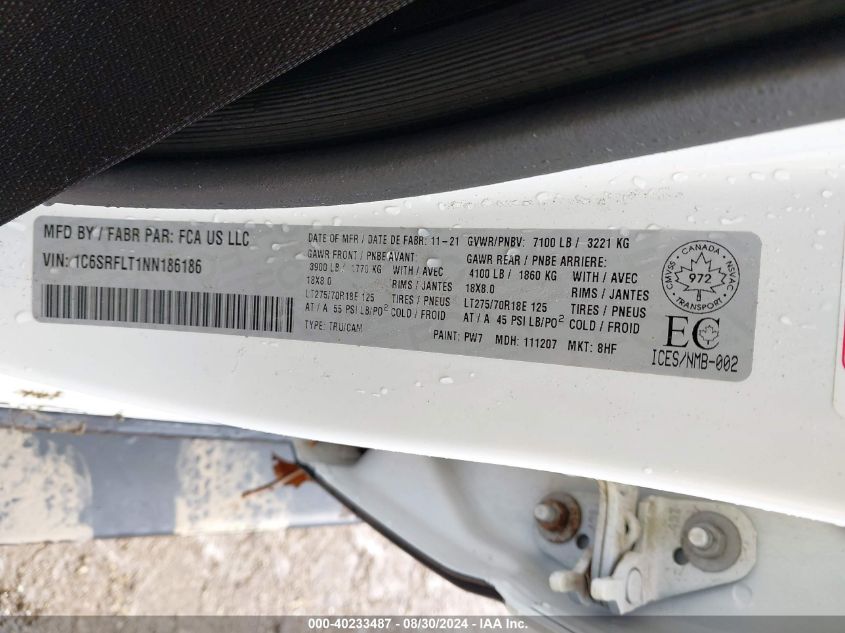 MFD BY / FABR PAR: FCA US LLC
VIN: 1C6SRFLT1NN186186
DATE OF MFR / DATE DE FABR: 11-21 GVWR/PNBV: 7100 LB / 3221 KG
GAWR FRONT / PNBE AVANT: GAWR REAR / PNBE ARRIERE:
3900 LB / 1770 KG WITH / AVEC 4100 LB / 1860 KG WITH / AVEC
18X8.0 RIMS / JANTES 18X8.0 RIMS / JANTES
LT275/70R18E 125 TIRES / PNEUS LT275/70R18E 125 TIRES / PNEUS
AT / A 55 PSI LB/PO² COLD / FROID AT / A 45 PSI LB/PO² COLD / FROID
TYPE: TRU/CAM PAINT: PW7 MDH: 111207 MKT: 8HF
CMVSS • CANADA • NSVAC
972
• TRANSPORT •
EC
ICES/NMB-002
000-40233487 - 08/30/2024 - IAA Inc.